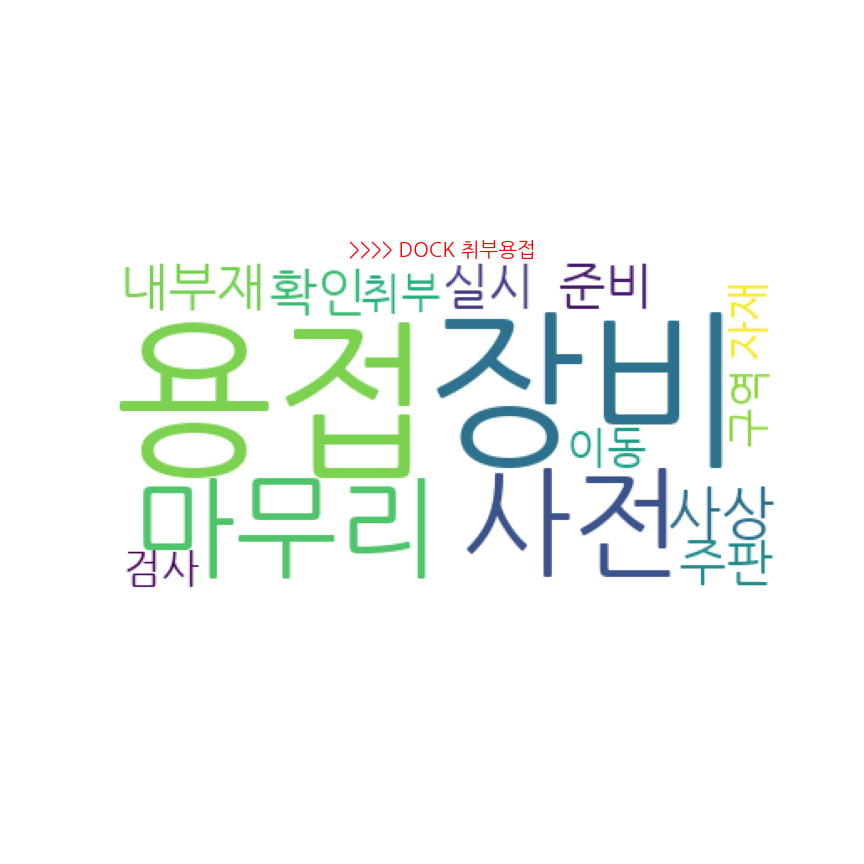 >>>> DOCK 취부용접
내부재 확인 취부 실시 준비 자재
용접 장비 구역
이동
마무리 사전 사상
검사 주판